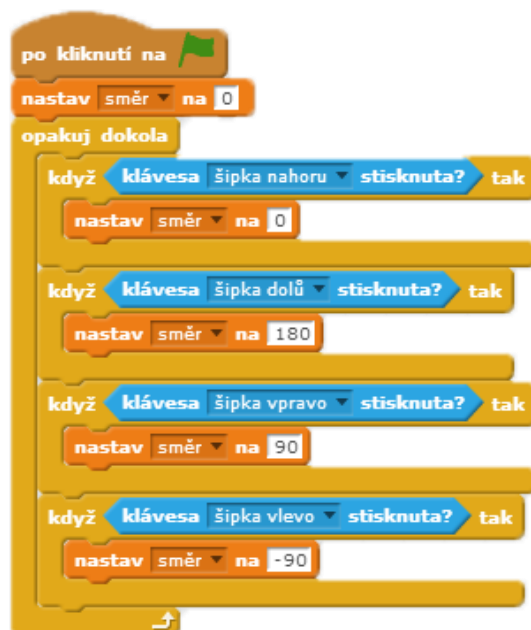 po kliknutí na
nastav směr na 0
opakuj dokola
když klávesa šipka nahoru stisknuta? tak
nastav směr na 0
když klávesa šipka dolů stisknuta? tak
nastav směr na 180
když klávesa šipka vpravo stisknuta? tak
nastav směr na 90
když klávesa šipka vlevo stisknuta? tak
nastav směr na -90